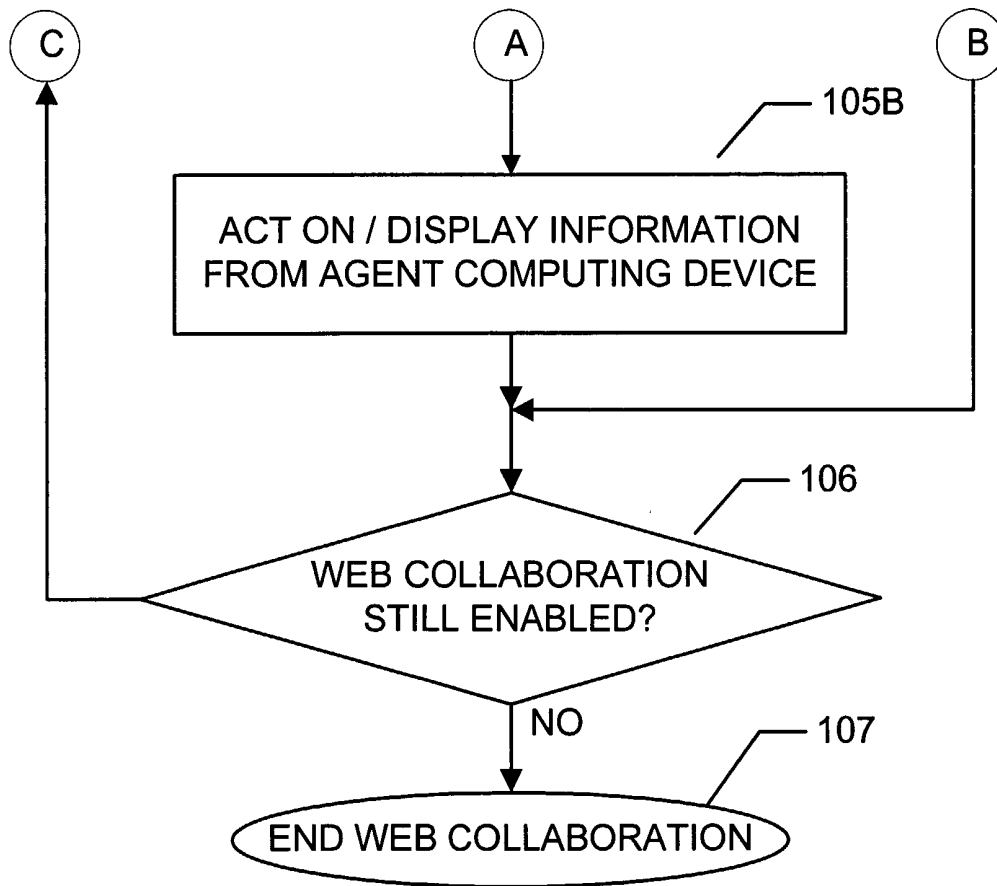 C
A
B
105B
ACT ON / DISPLAY INFORMATION
FROM AGENT COMPUTING DEVICE
106
WEB COLLABORATION
STILL ENABLED?
NO
107
END WEB COLLABORATION